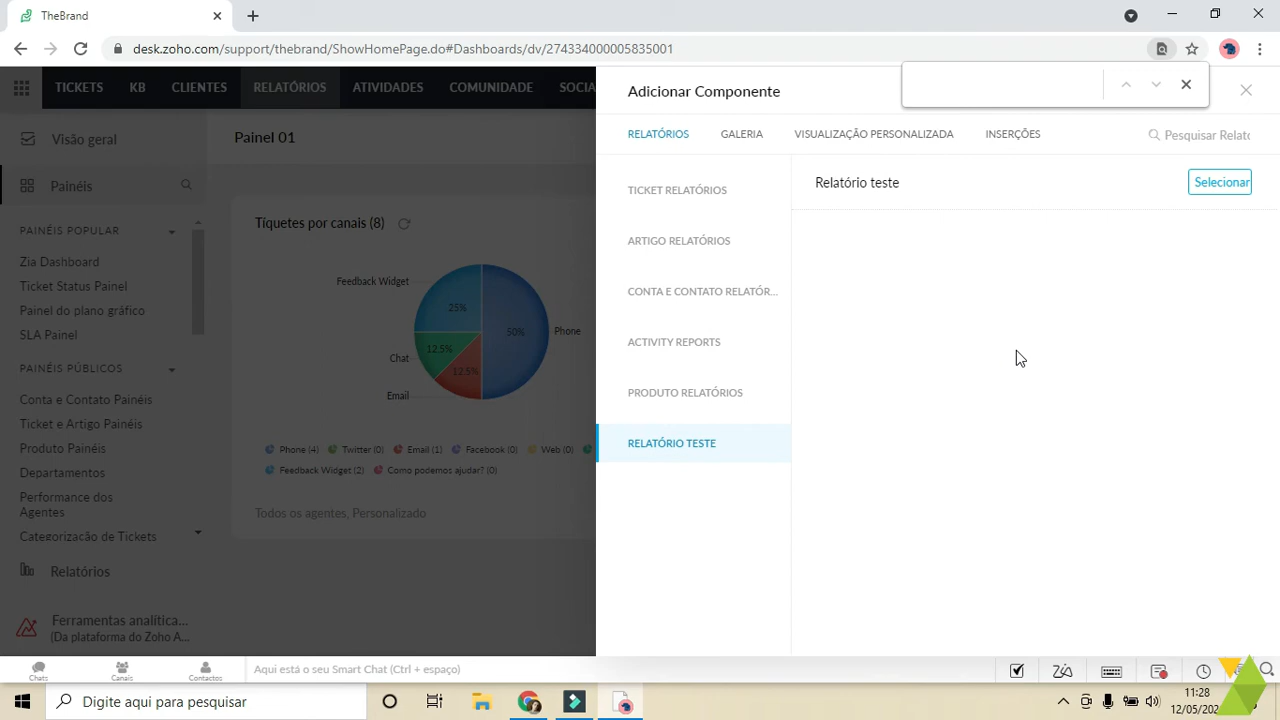 TheBrand
desk.zoho.com/support/thebrand/ShowHomePage.do#Dashboards/dv/274334000005835001
TICKETS KB CLIENTES RELATÓRIOS ATIVIDADES COMUNIDADE SOCIA
Visão geral
Painéis
PAINÉIS POPULAR
Zia Dashboard
Ticket Status Painel
Painel do plano gráfico
SLA Painel
PAINÉIS PÚBLICOS
Conta e Contato Painéis
Ticket e Artigo Painéis
Produto Painéis
Departamentos
Performance dos
Agentes
Categorização de Tickets
Relatórios
Ferramentas analítica...
(Da plataforma do Zoho A...
Painel 01
Tíquetes por canais (8)
Feedback Widget
25%
50%
Phone
Chat
12,5%
12,5%
Email
Phone (4) Twitter (0) Email (1) Facebook (0) Web (0)
Feedback Widget (2) Como podemos ajudar? (0)
Todos os agentes, Personalizado
Adicionar Componente
RELATÓRIOS GALERIA VISUALIZAÇÃO PERSONALIZADA INSERÇÕES Pesquisar Relató
TICKET RELATÓRIOS
ARTIGO RELATÓRIOS
CONTA E CONTATO RELATÓR...
ACTIVITY REPORTS
PRODUTO RELATÓRIOS
RELATÓRIO TESTE
Relatório teste Selecionar
Chats Canais Contactos Aqui está o seu Smart Chat (Ctrl + espaço)
Digite aqui para pesquisar
11:28